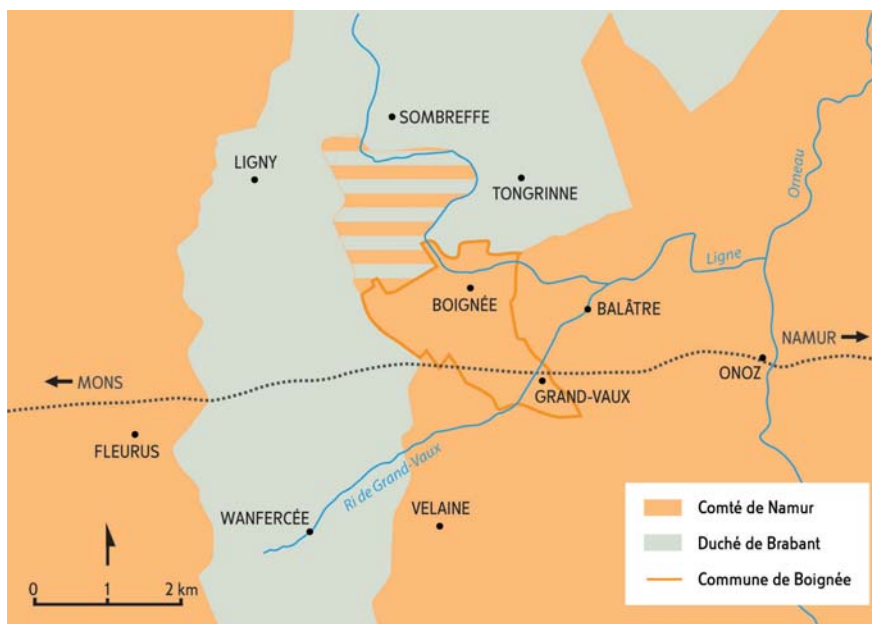 SOMBREFFE
LIGNY
TONGRINNE
Orneau
Ligne
BOIGNÉE
BALÂTRE
NAMUR
ONOZ
MONS
GRAND-VAUX
FLEURUS
Ri de Grand-Vaux
WANFERCÉE
VELAINE
Comté de Namur
Duché de Brabant
Commune de Boignée
0 1 2 km